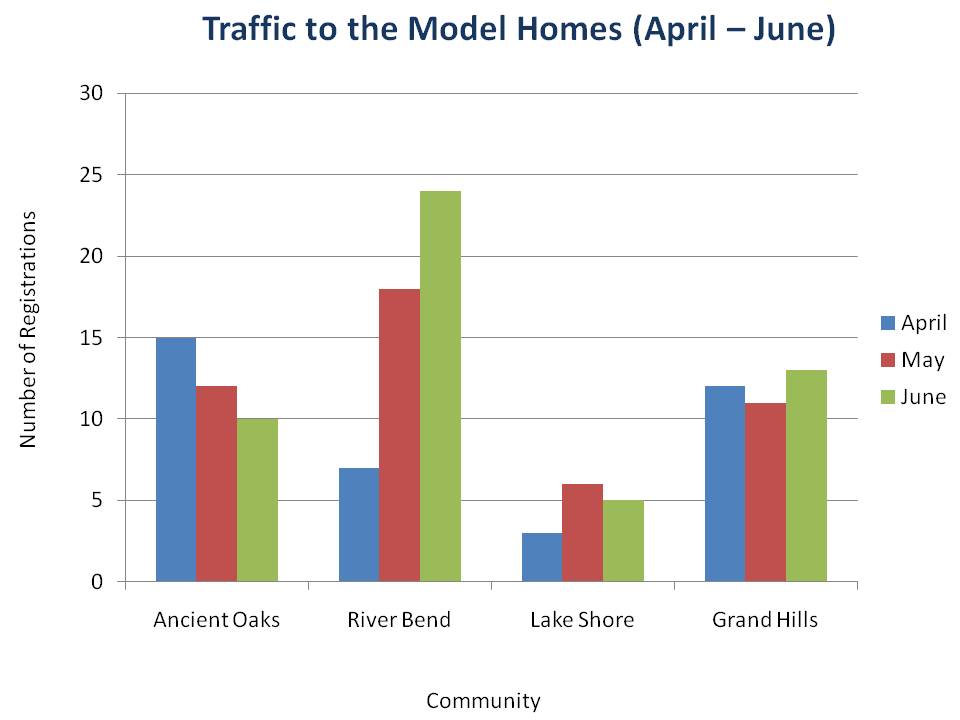 Traffic to the Model Homes (April – June)
30
25
20
15
10
5
0
Number of Registrations
Ancient Oaks
River Bend
Lake Shore
Grand Hills
Community
April
May
June